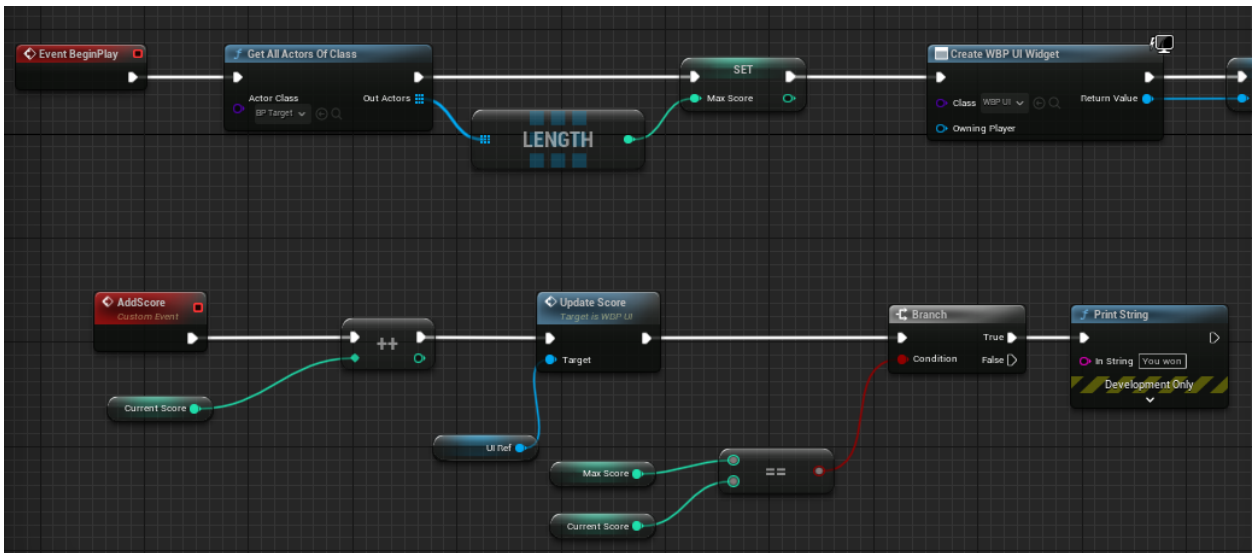 Event BeginPlay
Get All Actors Of Class
Actor Class
BP Target
Out Actors
LENGTH
SET
Max Score
Create WBP UI Widget
Class
WBP UI
Return Value
Owning Player
AddScore
Custom Event
++
Current Score
Update Score
Target is WBP UI
Target
UI Ref
Max Score
==
Current Score
Branch
True
Condition
False
Print String
In String
You won
Development Only